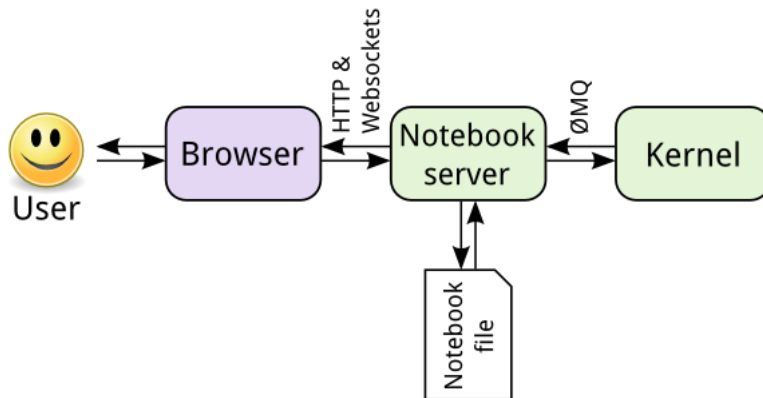 User
Browser
HTTP &
Websockets
Notebook
server
ØMQ
Kernel
Notebook
file